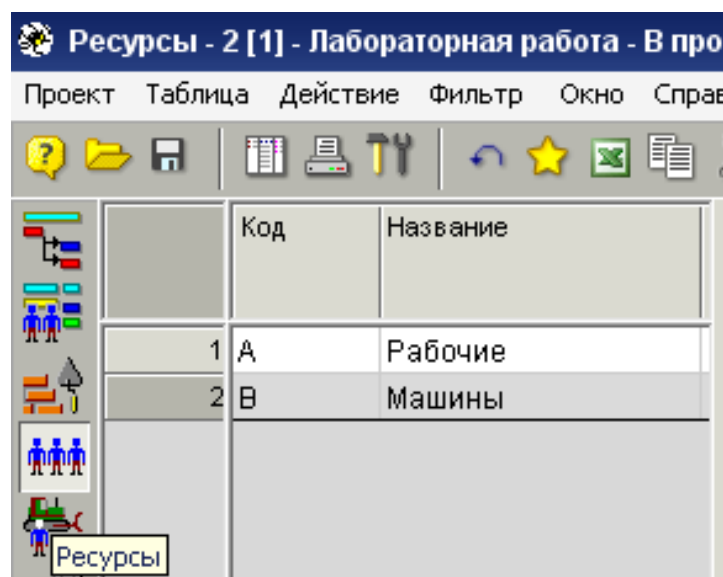 Ресурсы - 2 [1] - Лабораторная работа - В про
Проект Таблица Действие Фильтр Окно Справ
Код Название
1 A Рабочие
2 B Машины
Ресурсы